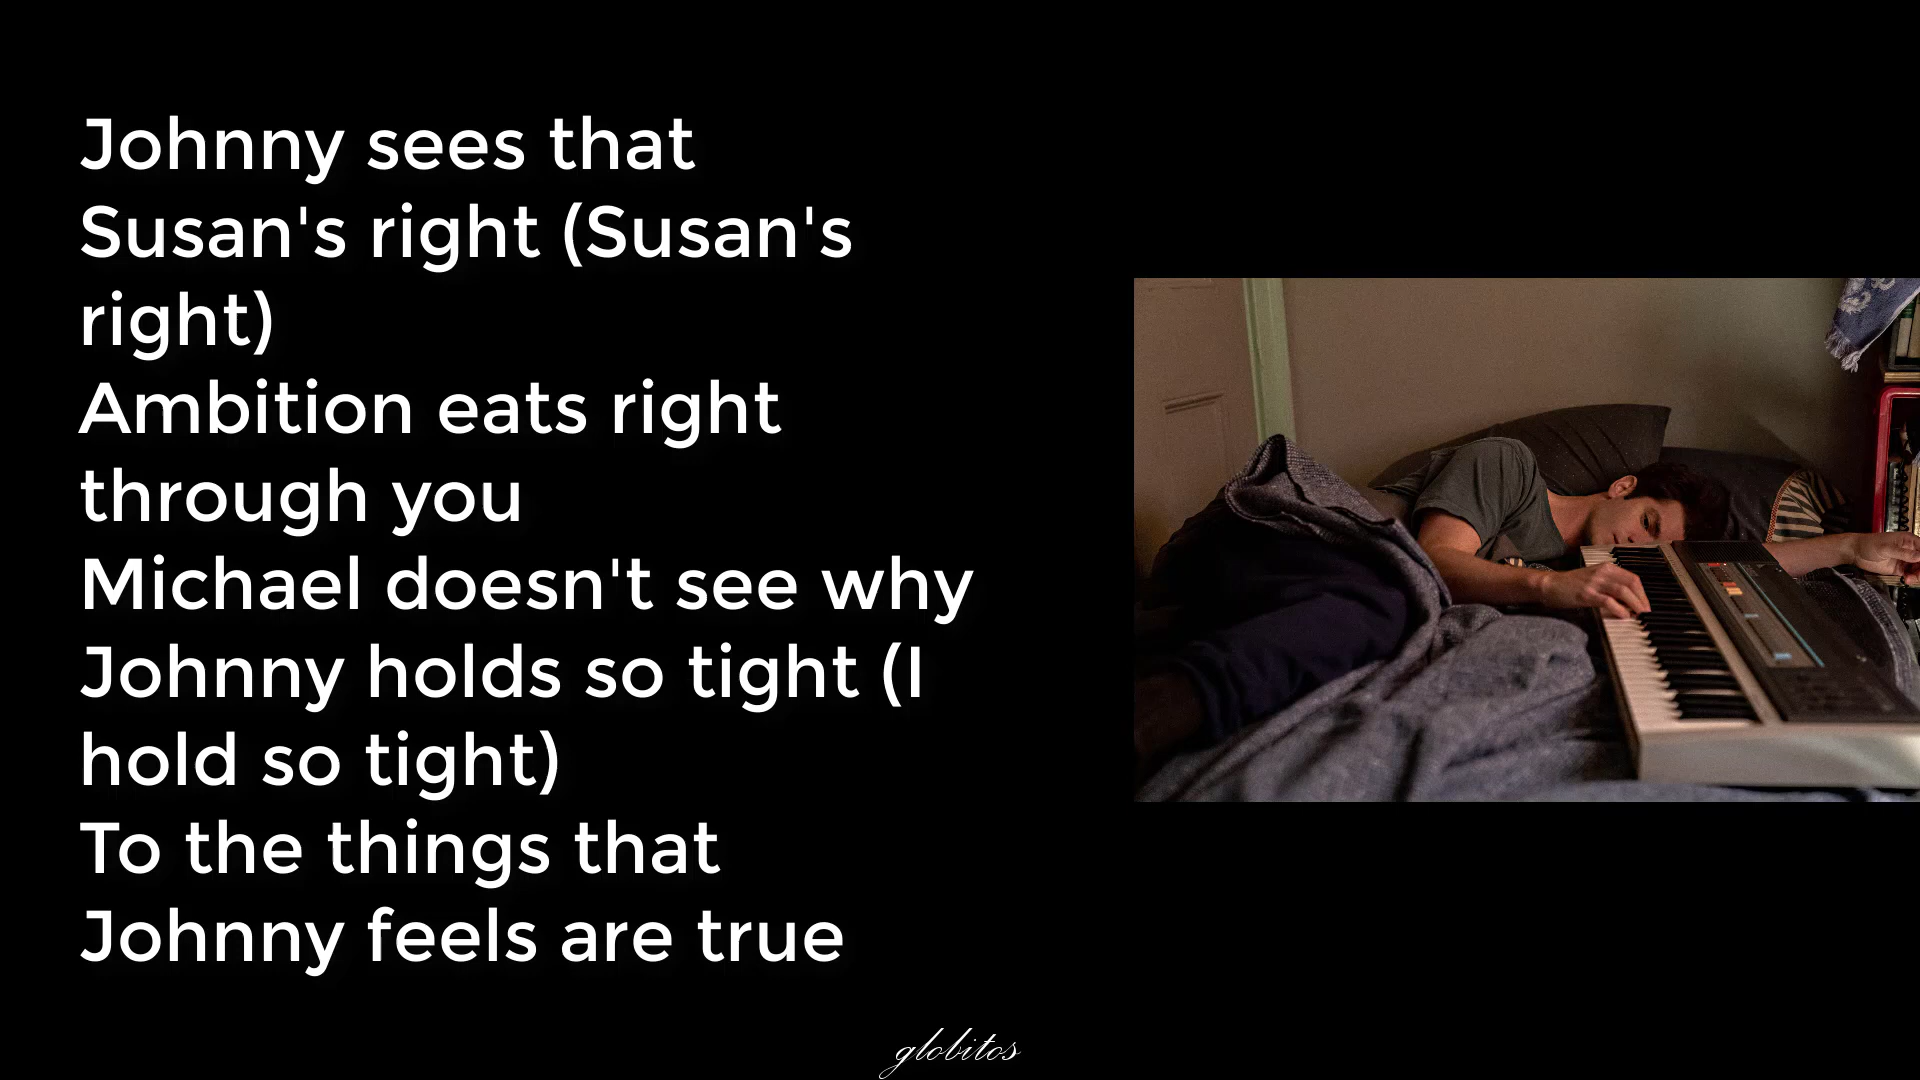 Johnny sees that
Susan's right (Susan's
right)
Ambition eats right
through you
Michael doesn't see why
Johnny holds so tight (I
hold so tight)
To the things that
Johnny feels are true
globitos